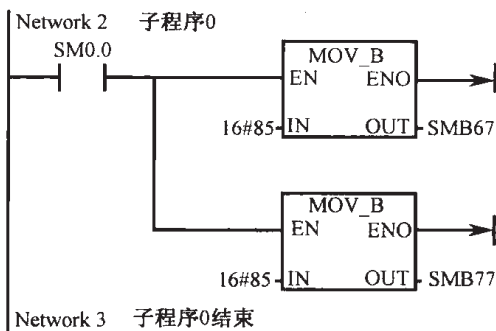 Network 2 子程序0
SM0.0
MOV_B
EN ENO
16#85 IN OUT SMB67
MOV_B
EN ENO
16#85 IN OUT SMB77
Network 3 子程序0结束